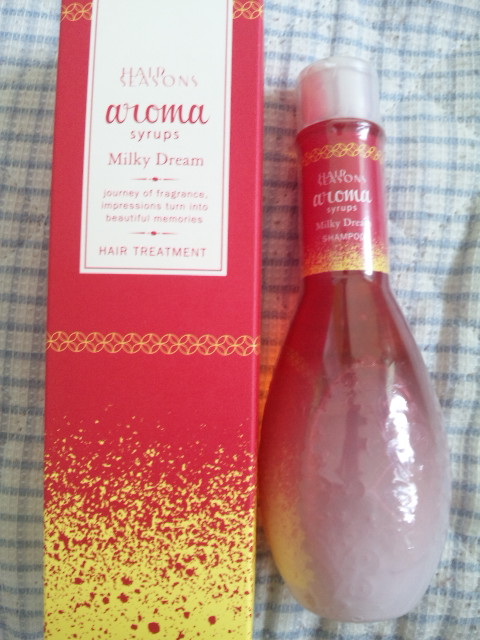 HAIR
SEASONS
aroma
syrups
Milky Dream
journey of fragrance,
impressions turn into
beautiful memories
HAIR TREATMENT
HAIR
SEASONS
aroma
syrups
Milky Dream
SHAMPOO